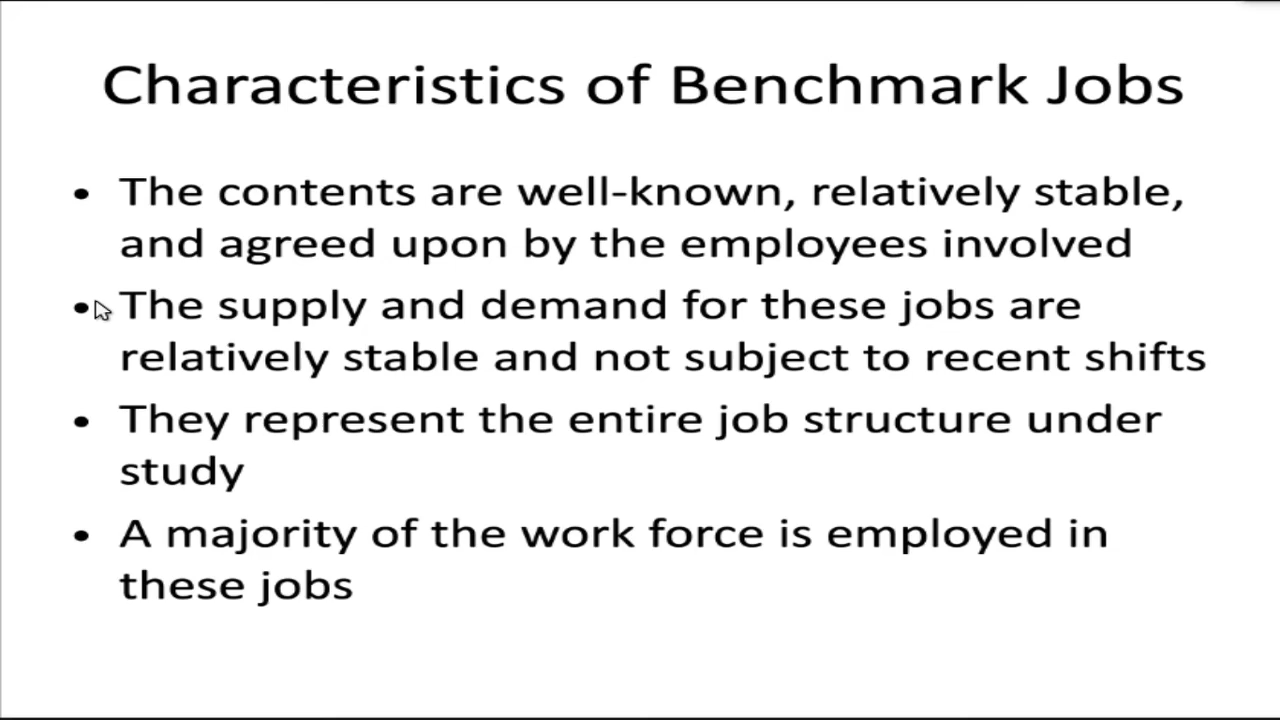 Characteristics of Benchmark Jobs
• The contents are well-known, relatively stable,
and agreed upon by the employees involved
• The supply and demand for these jobs are
relatively stable and not subject to recent shifts
• They represent the entire job structure under
study
• A majority of the work force is employed in
these jobs